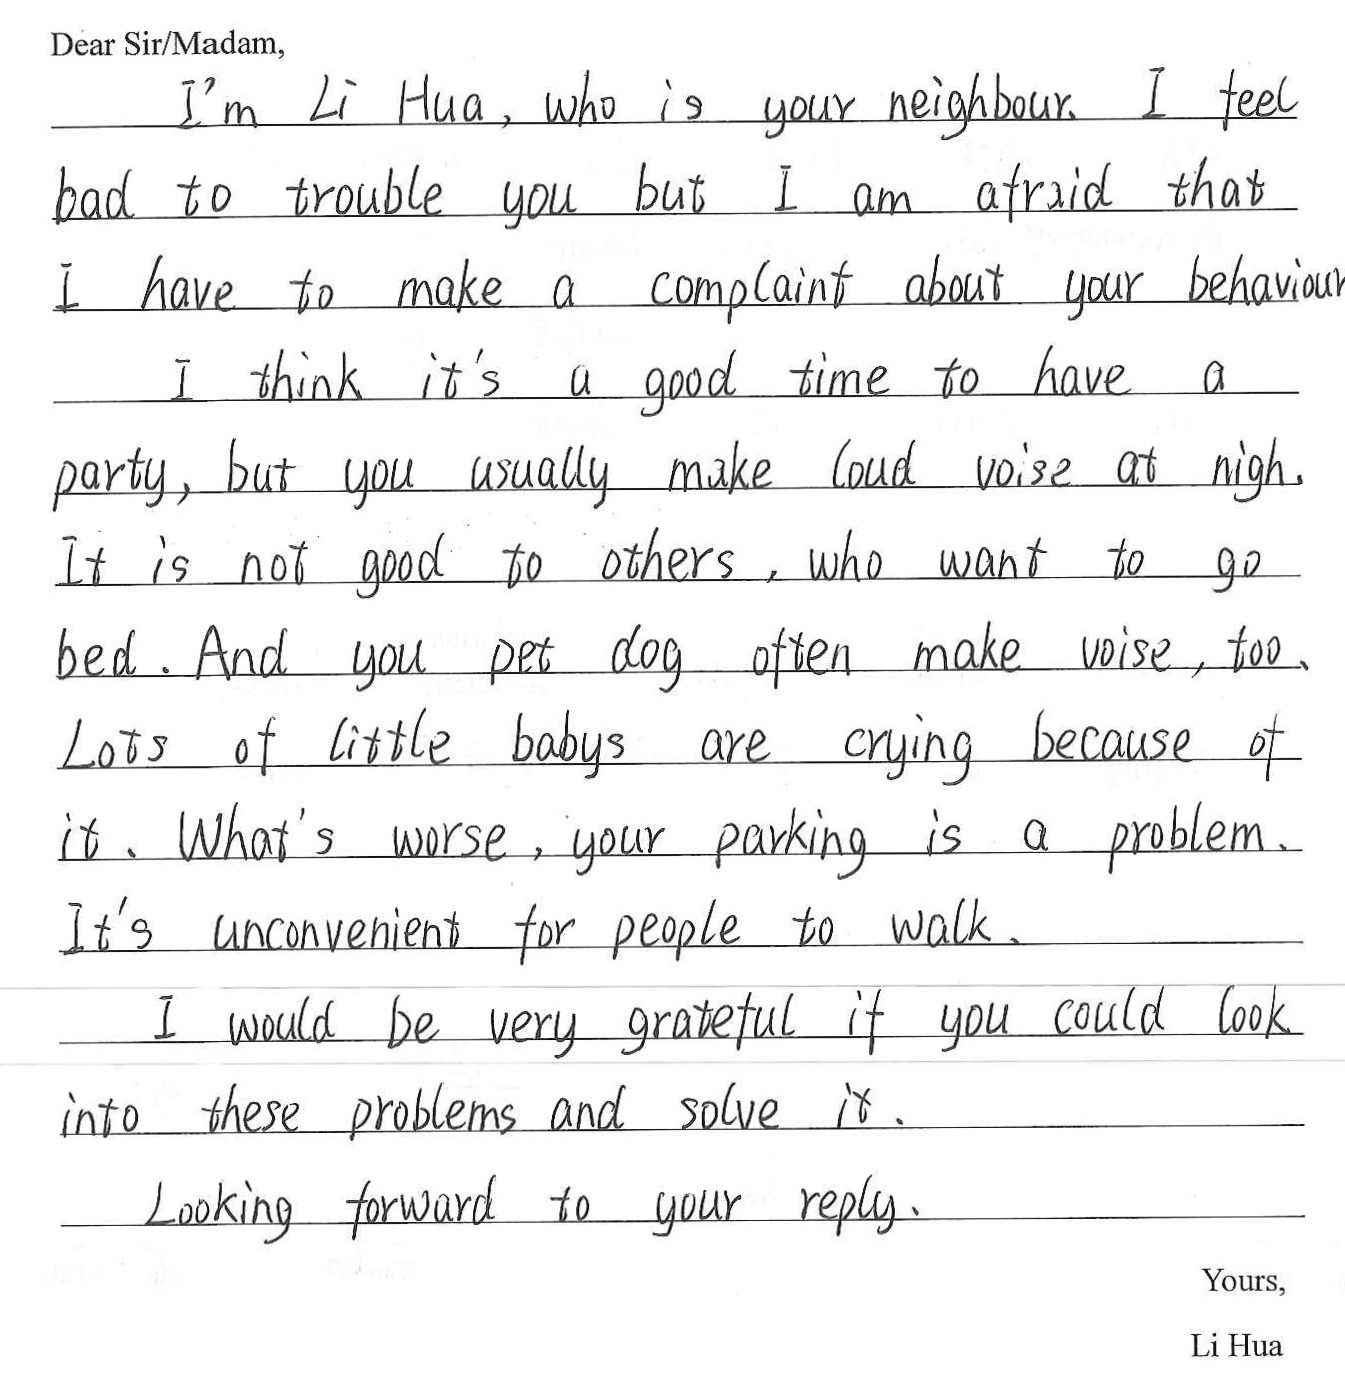 Dear Sir/Madam,
I'm Li Hua, who is your neighbour. I feel
bad to trouble you but I am afraid that
I have to make a complaint about your behaviour
I think it's a good time to have a
party, but you usually make loud voise at nigh.
It is not good to others, who want to go
bed. And you pet dog often make voise, too.
Lots of little babys are crying because of
it. What's worse, your parking is a problem.
It's unconvenient for people to walk.
I would be very grateful if you could look
into these problems and solve it.
Looking forward to your reply.
Yours,
Li Hua